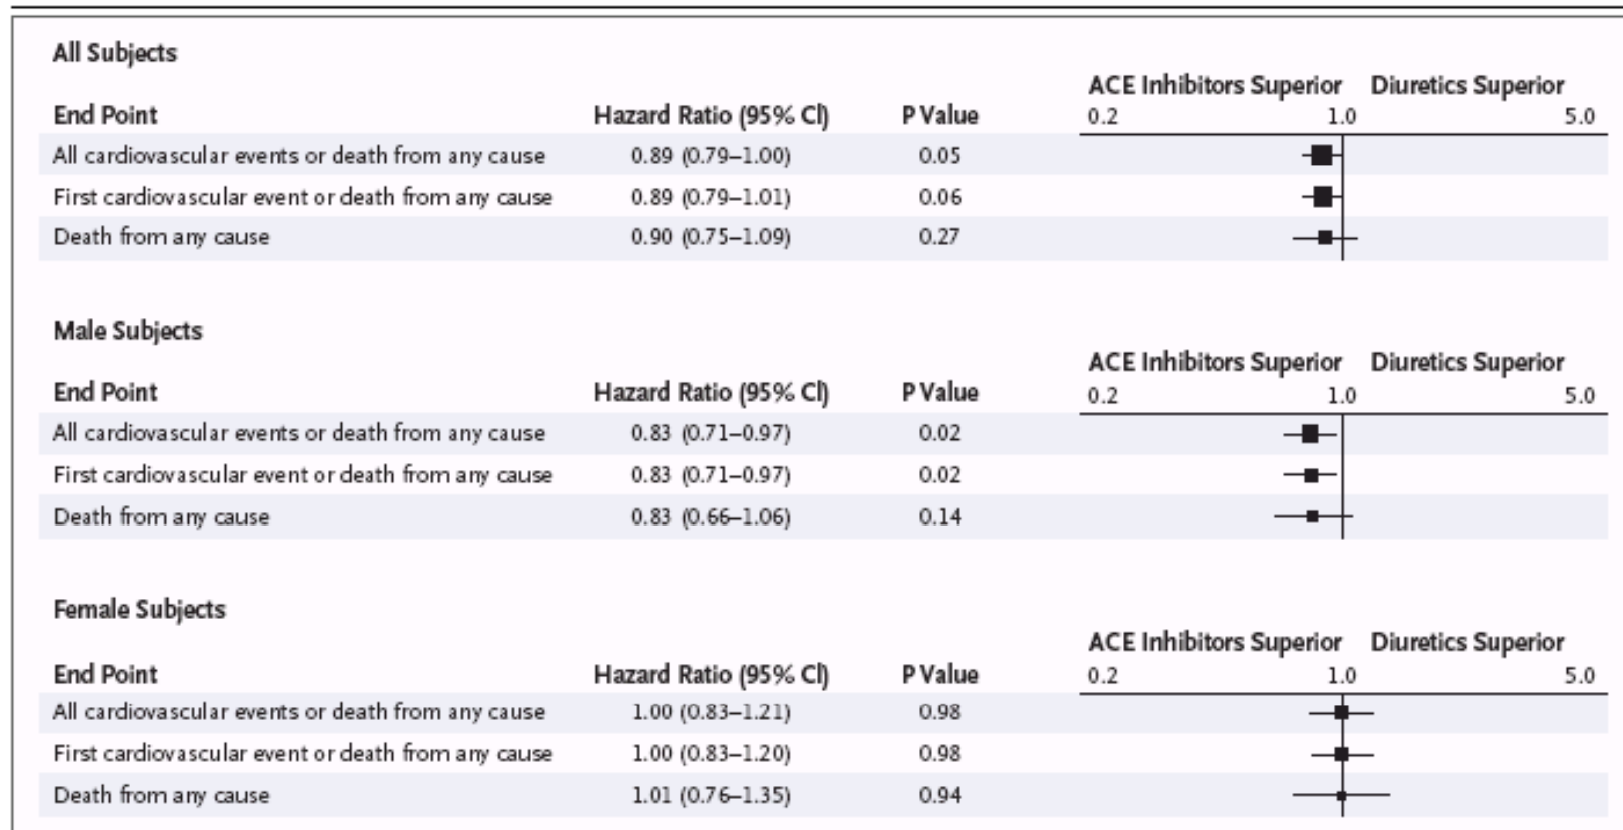 All Subjects
ACE Inhibitors Superior Diuretics Superior
End Point Hazard Ratio (95% CI) P Value 0.2 1.0 5.0
All cardiovascular events or death from any cause 0.89 (0.79–1.00) 0.05
First cardiovascular event or death from any cause 0.89 (0.79–1.01) 0.06
Death from any cause 0.90 (0.75–1.09) 0.27
Male Subjects
ACE Inhibitors Superior Diuretics Superior
End Point Hazard Ratio (95% CI) P Value 0.2 1.0 5.0
All cardiovascular events or death from any cause 0.83 (0.71–0.97) 0.02
First cardiovascular event or death from any cause 0.83 (0.71–0.97) 0.02
Death from any cause 0.83 (0.66–1.06) 0.14
Female Subjects
ACE Inhibitors Superior Diuretics Superior
End Point Hazard Ratio (95% CI) P Value 0.2 1.0 5.0
All cardiovascular events or death from any cause 1.00 (0.83–1.21) 0.98
First cardiovascular event or death from any cause 1.00 (0.83–1.20) 0.98
Death from any cause 1.01 (0.76–1.35) 0.94